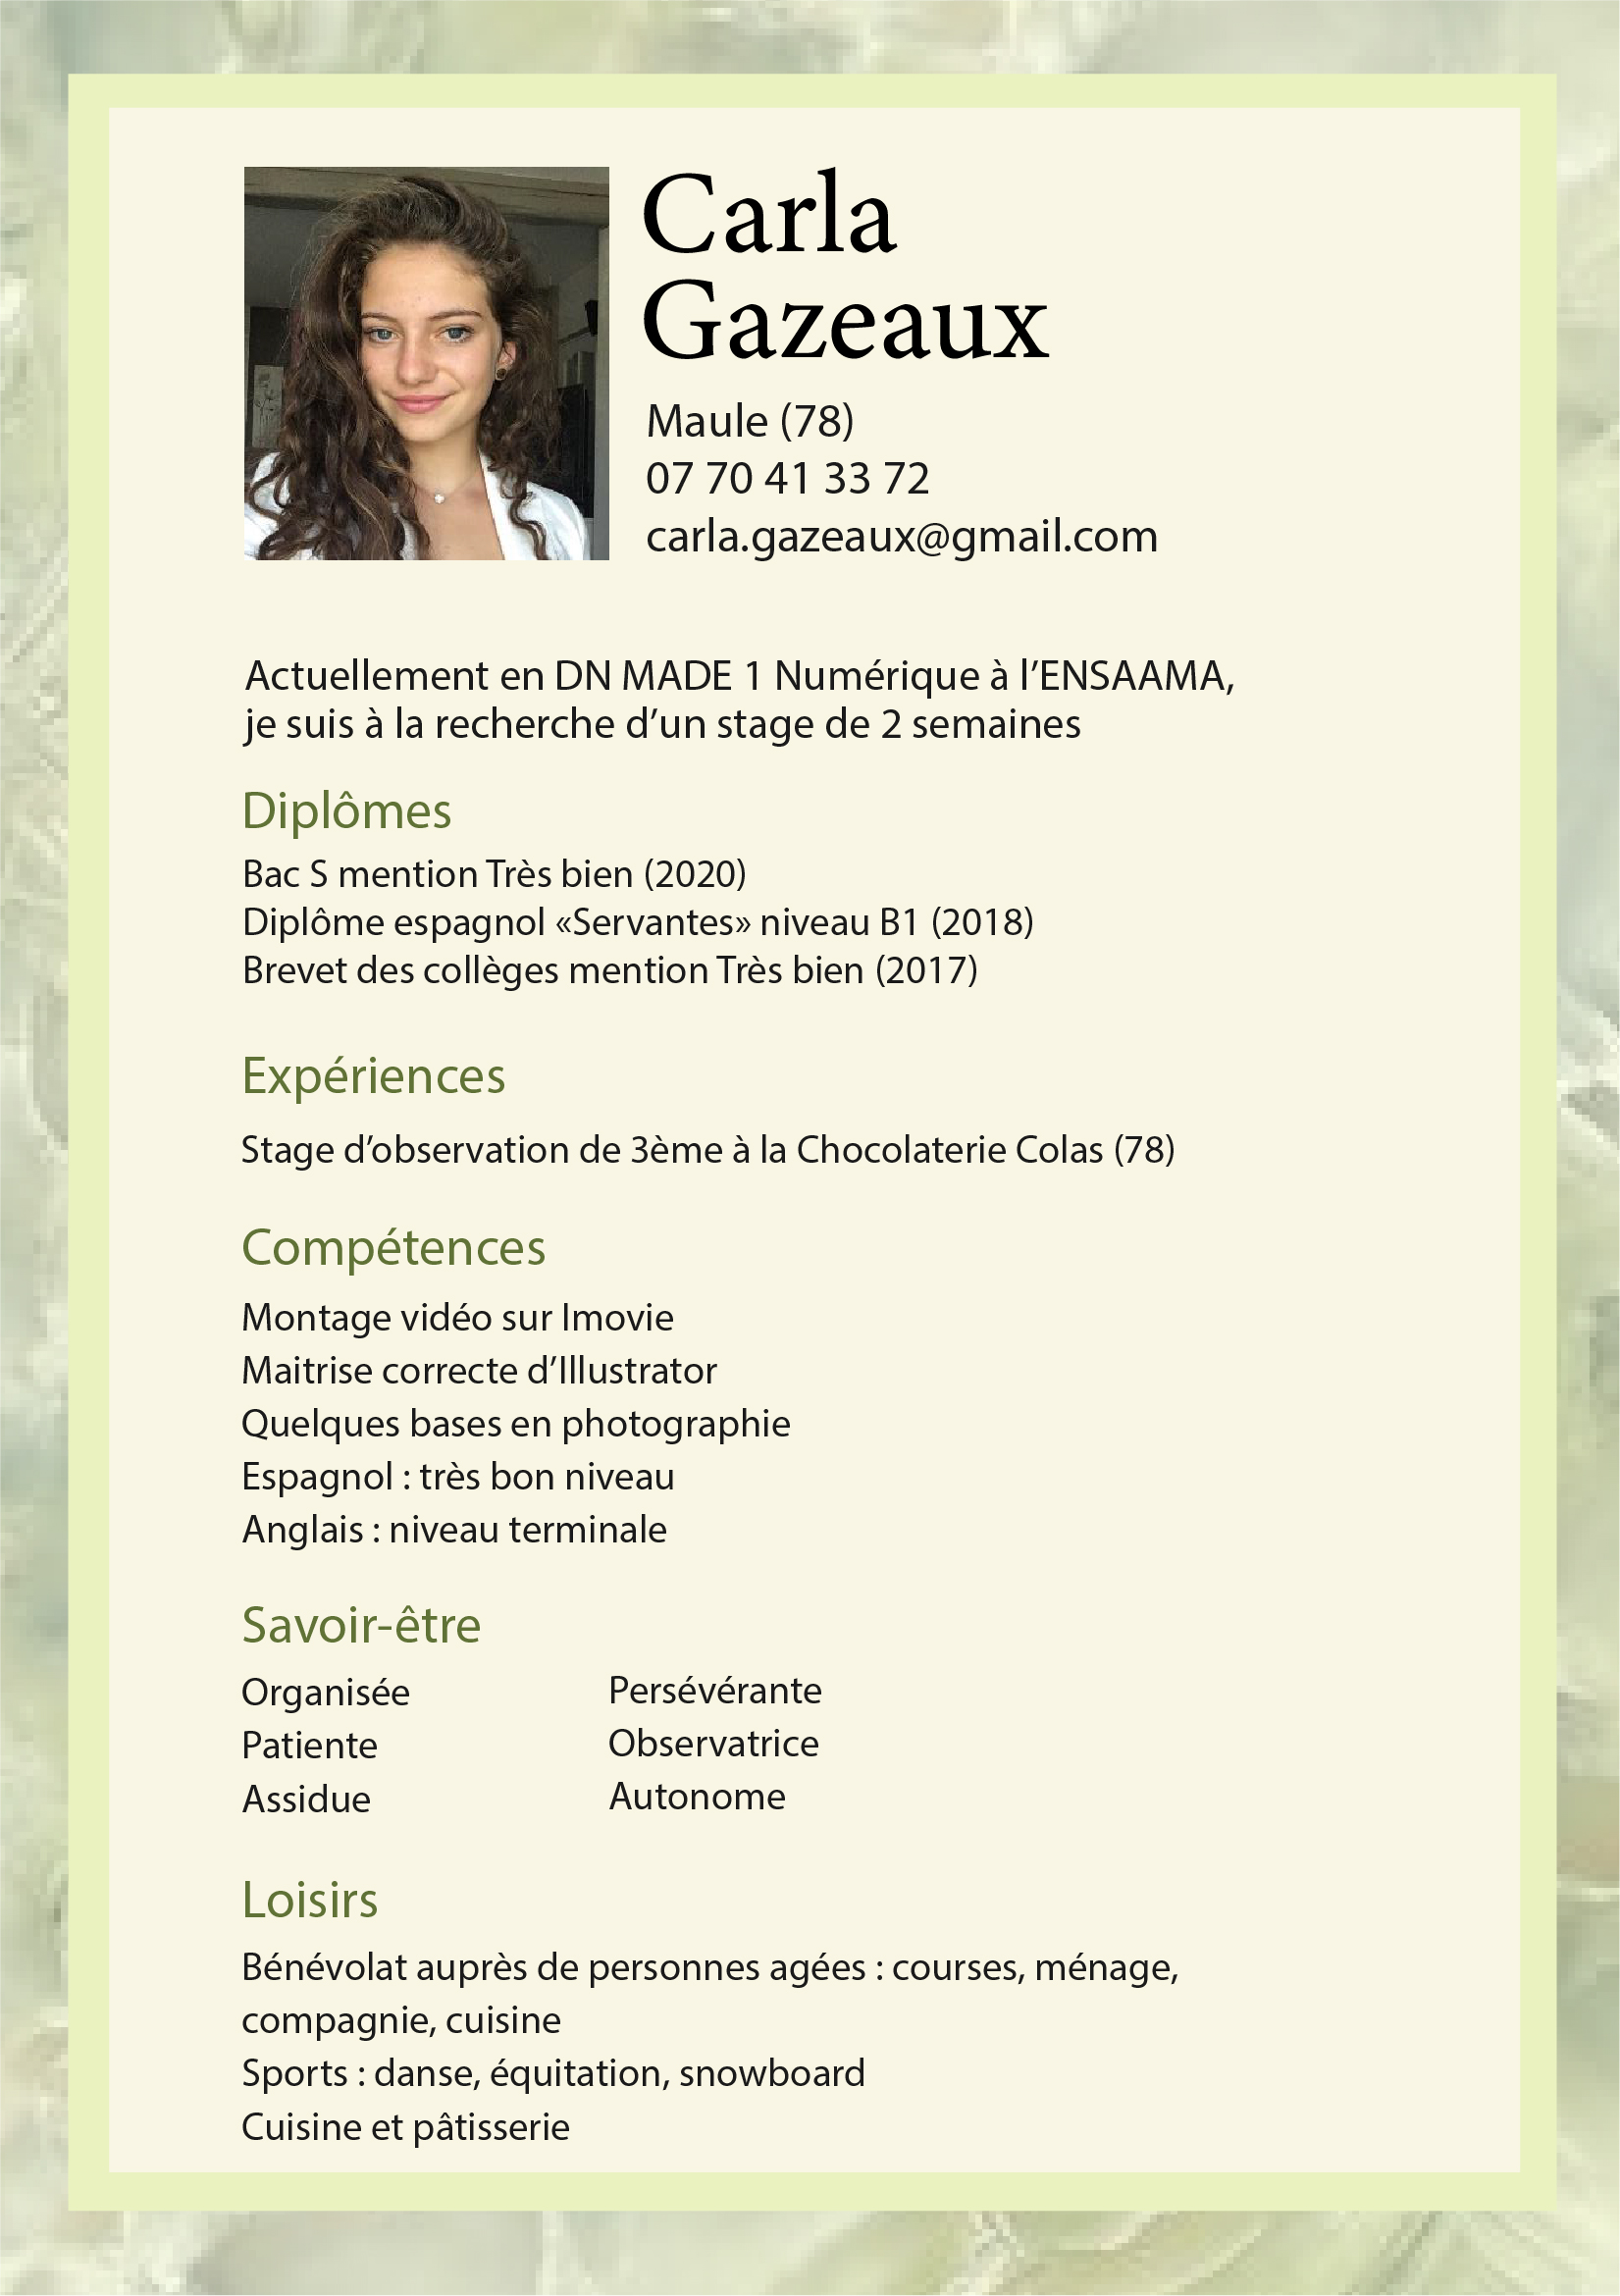 Carla
Gazeaux
Maule (78)
07 70 41 33 72
carla.gazeaux@gmail.com
Actuellement en DN MADE 1 Numérique à l’ENSAAMA,
je suis à la recherche d’un stage de 2 semaines
Diplômes
Bac S mention Très bien (2020)
Diplôme espagnol «Servantes» niveau B1 (2018)
Brevet des collèges mention Très bien (2017)
Expériences
Stage d’observation de 3ème à la Chocolaterie Colas (78)
Compétences
Montage vidéo sur Imovie
Maitrise correcte d’Illustrator
Quelques bases en photographie
Espagnol : très bon niveau
Anglais : niveau terminale
Savoir-être
Organisée
Patiente
Assidue
Persévérante
Observatrice
Autonome
Loisirs
Bénévolat auprès de personnes agées : courses, ménage,
compagnie, cuisine
Sports : danse, équitation, snowboard
Cuisine et pâtisserie